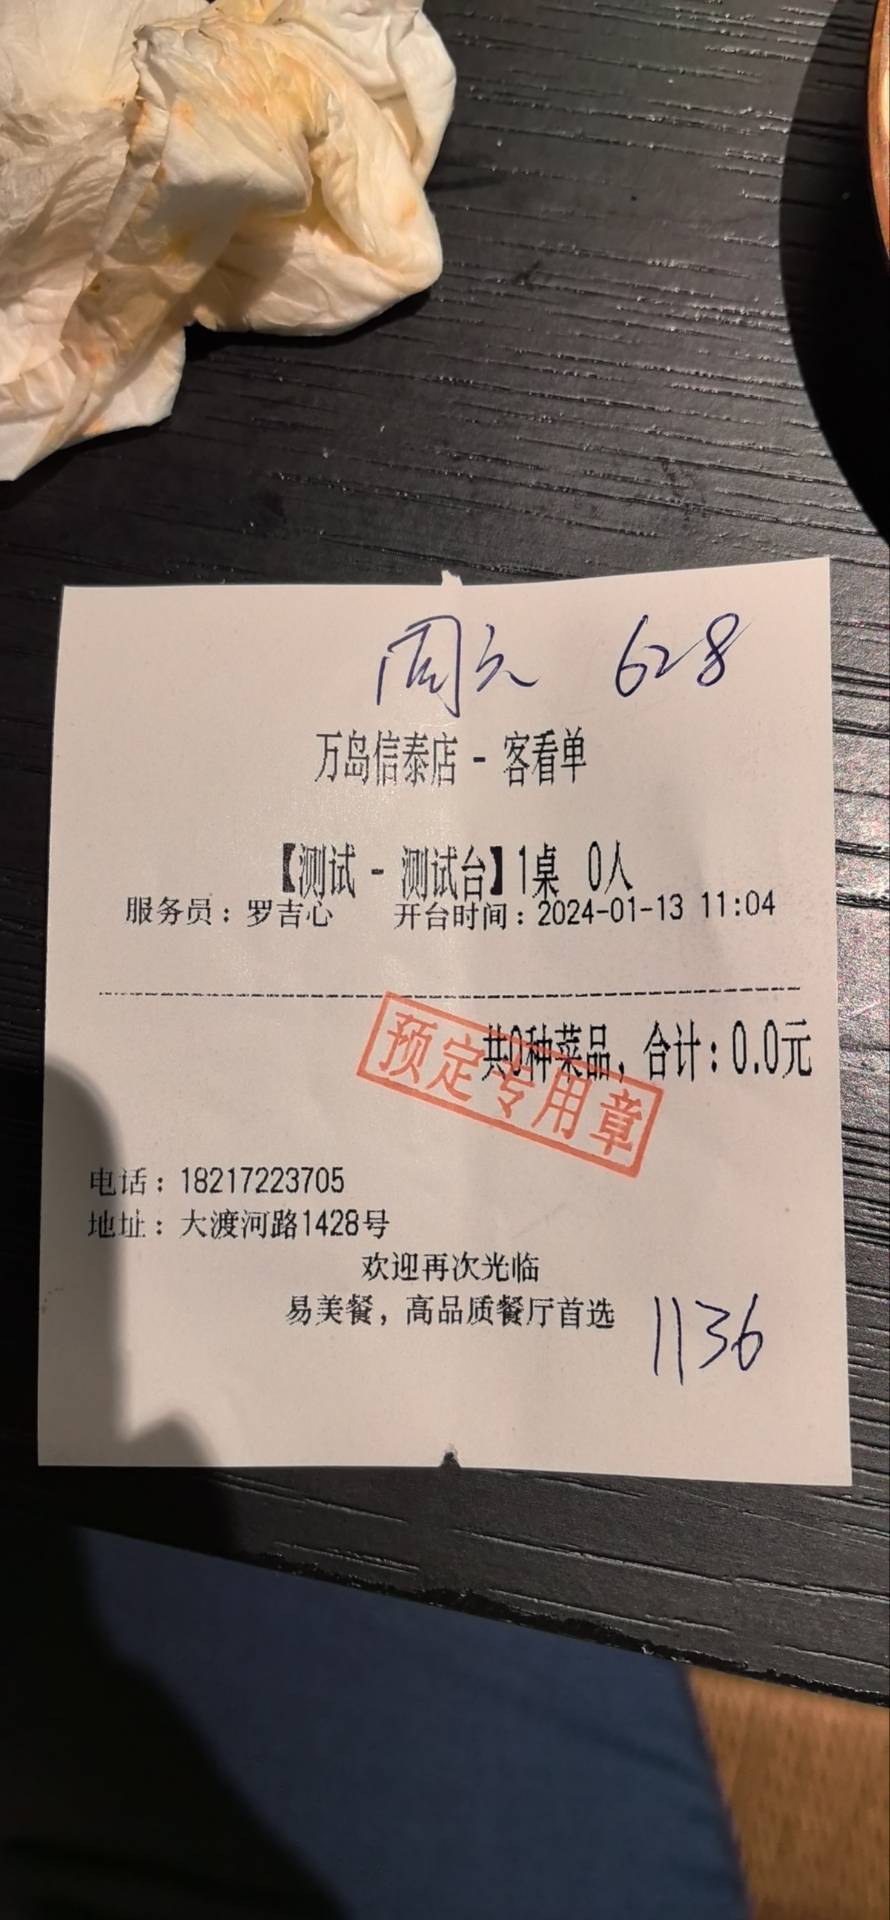 周六 628
万岛信泰店 - 客看单
【测试 - 测试台】1桌 0人
服务员：罗吉心 开台时间：2024-01-13 11:04
共0种菜品，合计：0.0元
预定专用章
电话：18217223705
地址：大渡河路1428号
欢迎再次光临
易美餐，高品质餐厅首选
1136